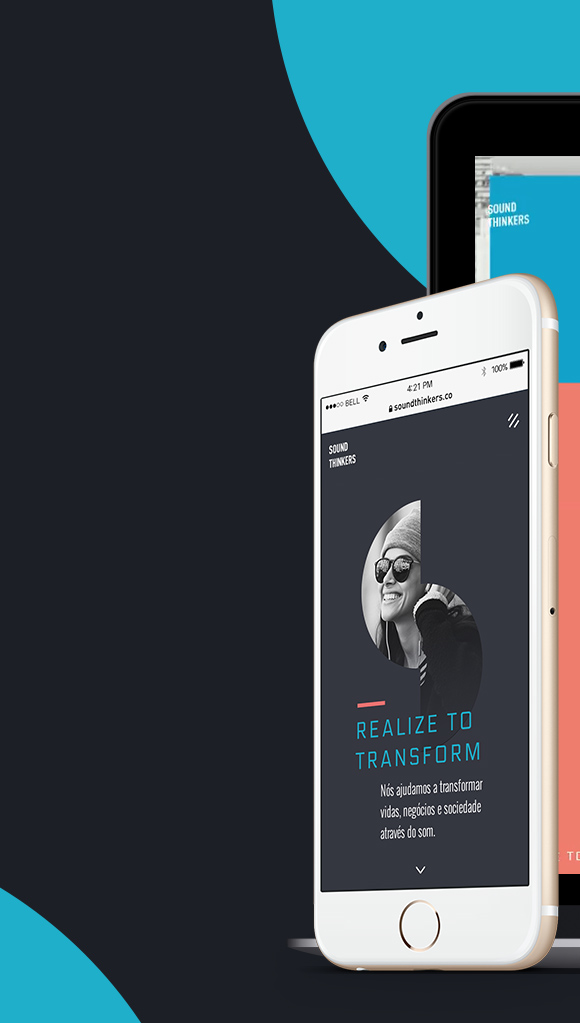 SOUND
THINKERS
4:21 PM
BELL
100%
soundthinkers.co
SOUND
THINKERS
REALIZE TO
TRANSFORM
Nós ajudamos a transformar
vidas, negócios e sociedade
através do som.
TO